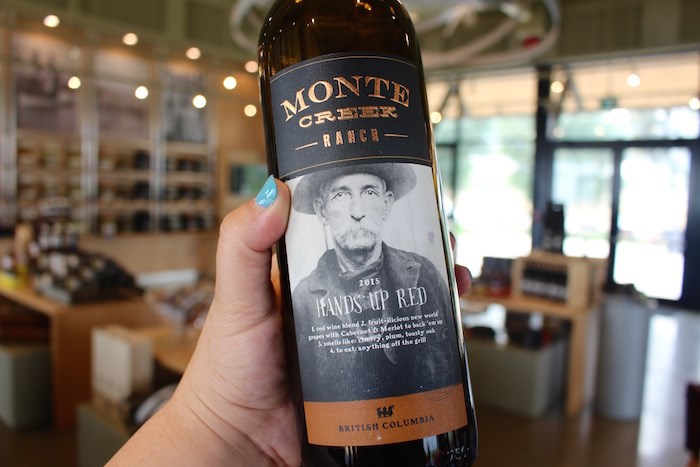 MONTE
CREEK
RANCH
2015
HANDS UP RED
1. red wine blend 2. fruit-ilicious new world
grapes with Cabernet & Merlot to back 'em up
3. smells like: cherry, plum, toasty oak
4. to eat: anything off the grill
BRITISH COLUMBIA